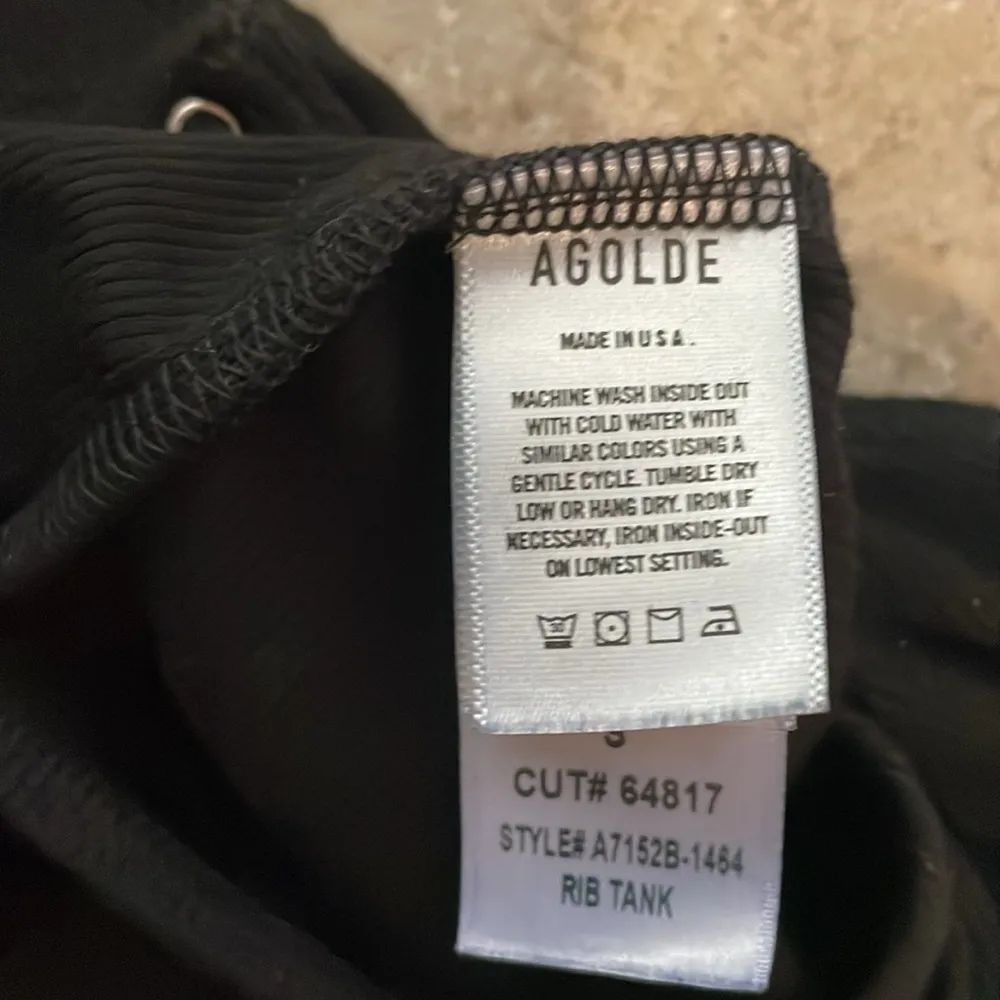 AGOLDE
MADE IN U S A .
MACHINE WASH INSIDE OUT
WITH COLD WATER WITH
SIMILAR COLORS USING A
GENTLE CYCLE. TUMBLE DRY
LOW OR HANG DRY. IRON IF
NECESSARY, IRON INSIDE-OUT
ON LOWEST SETTING.
30
S
CUT# 64817
STYLE# A7152B-1464
RIB TANK